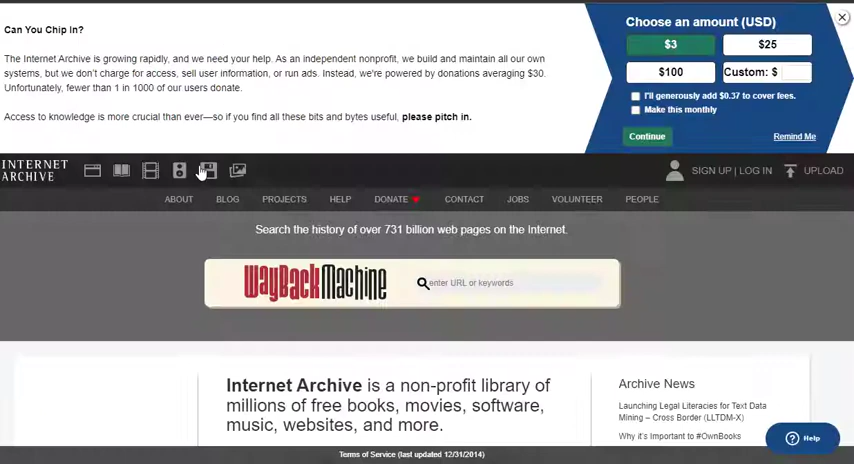 Can You Chip In?
The Internet Archive is growing rapidly, and we need your help. As an independent nonprofit, we build and maintain all our own
systems, but we don't charge for access, sell user information, or run ads. Instead, we're powered by donations averaging $30.
Unfortunately, fewer than 1 in 1000 of our users donate.
Access to knowledge is more crucial than ever—so if you find all these bits and bytes useful, please pitch in.
Choose an amount (USD)
$3
$25
$100
Custom: $
I'll generously add $0.37 to cover fees.
Make this monthly
Continue
Remind Me
INTERNET
ARCHIVE
SIGN UP | LOG IN
UPLOAD
ABOUT
BLOG
PROJECTS
HELP
DONATE
CONTACT
JOBS
VOLUNTEER
PEOPLE
Search the history of over 731 billion web pages on the Internet.
WayBackMachine
enter URL or keywords
Internet Archive is a non-profit library of
millions of free books, movies, software,
music, websites, and more.
Archive News
Launching Legal Literacies for Text Data
Mining – Cross Border (LLTDM-X)
Why it's Important to #OwnBooks
Help
Terms of Service (last updated 12/31/2014)